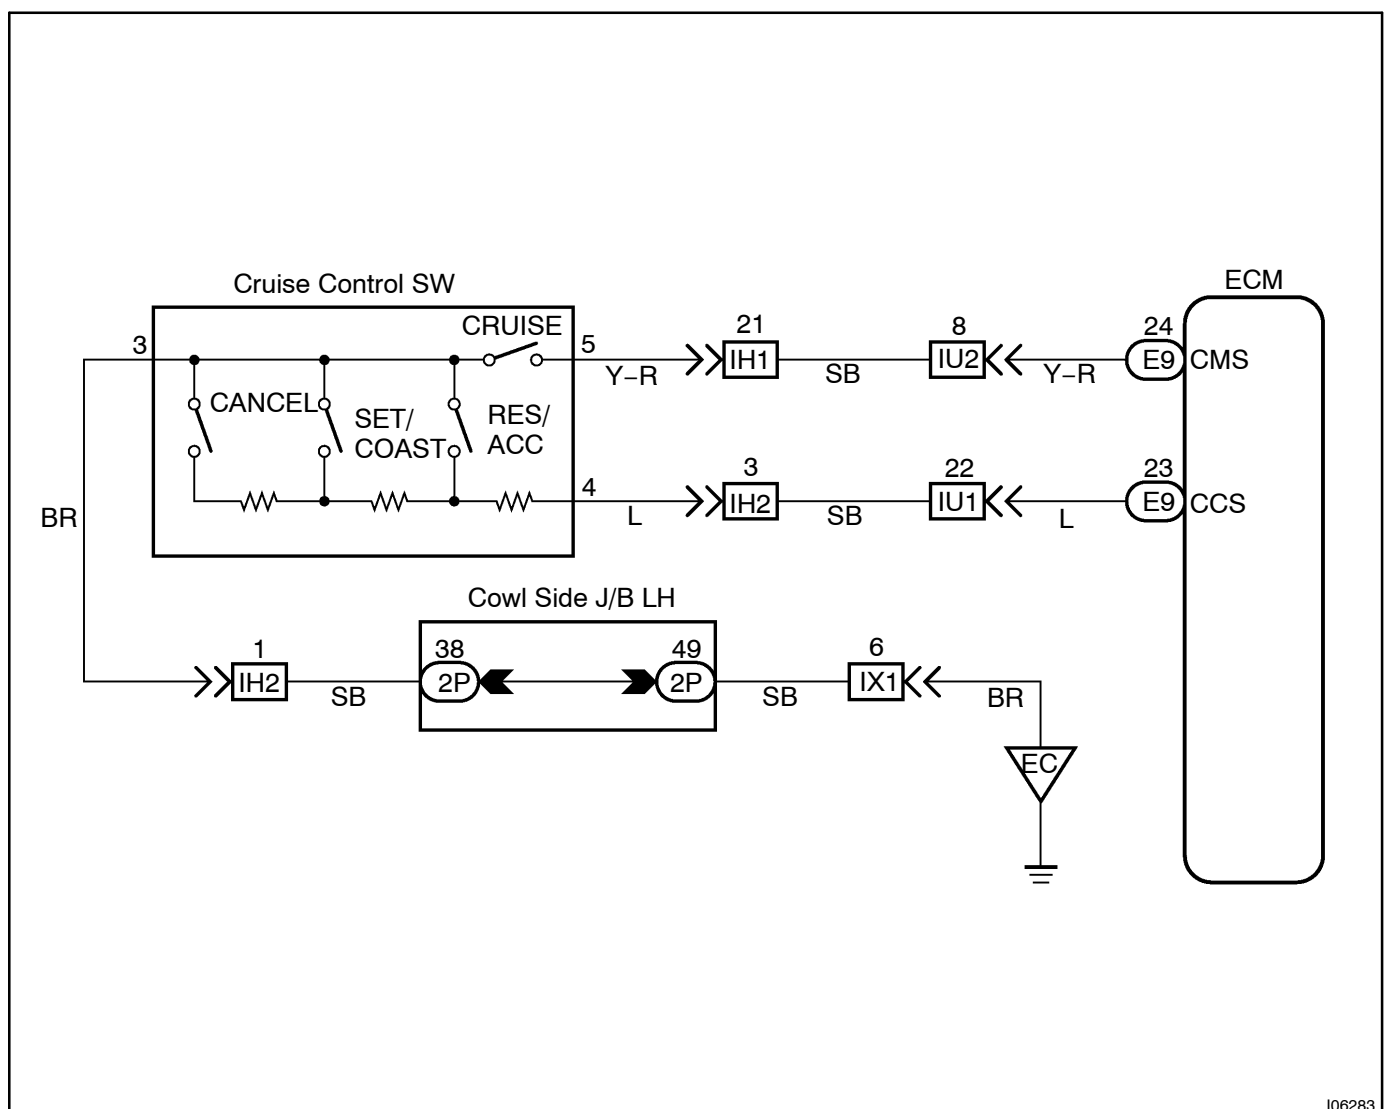 Cruise Control SW
ECM
3
CRUISE
5
Y−R
21
IH1
SB
8
IU2
Y−R
24
E9
CMS
CANCEL
SET/
COAST
RES/
ACC
4
L
3
IH2
SB
22
IU1
L
23
E9
CCS
BR
Cowl Side J/B LH
1
IH2
SB
38
2P
49
2P
SB
6
IX1
BR
EC
I06283